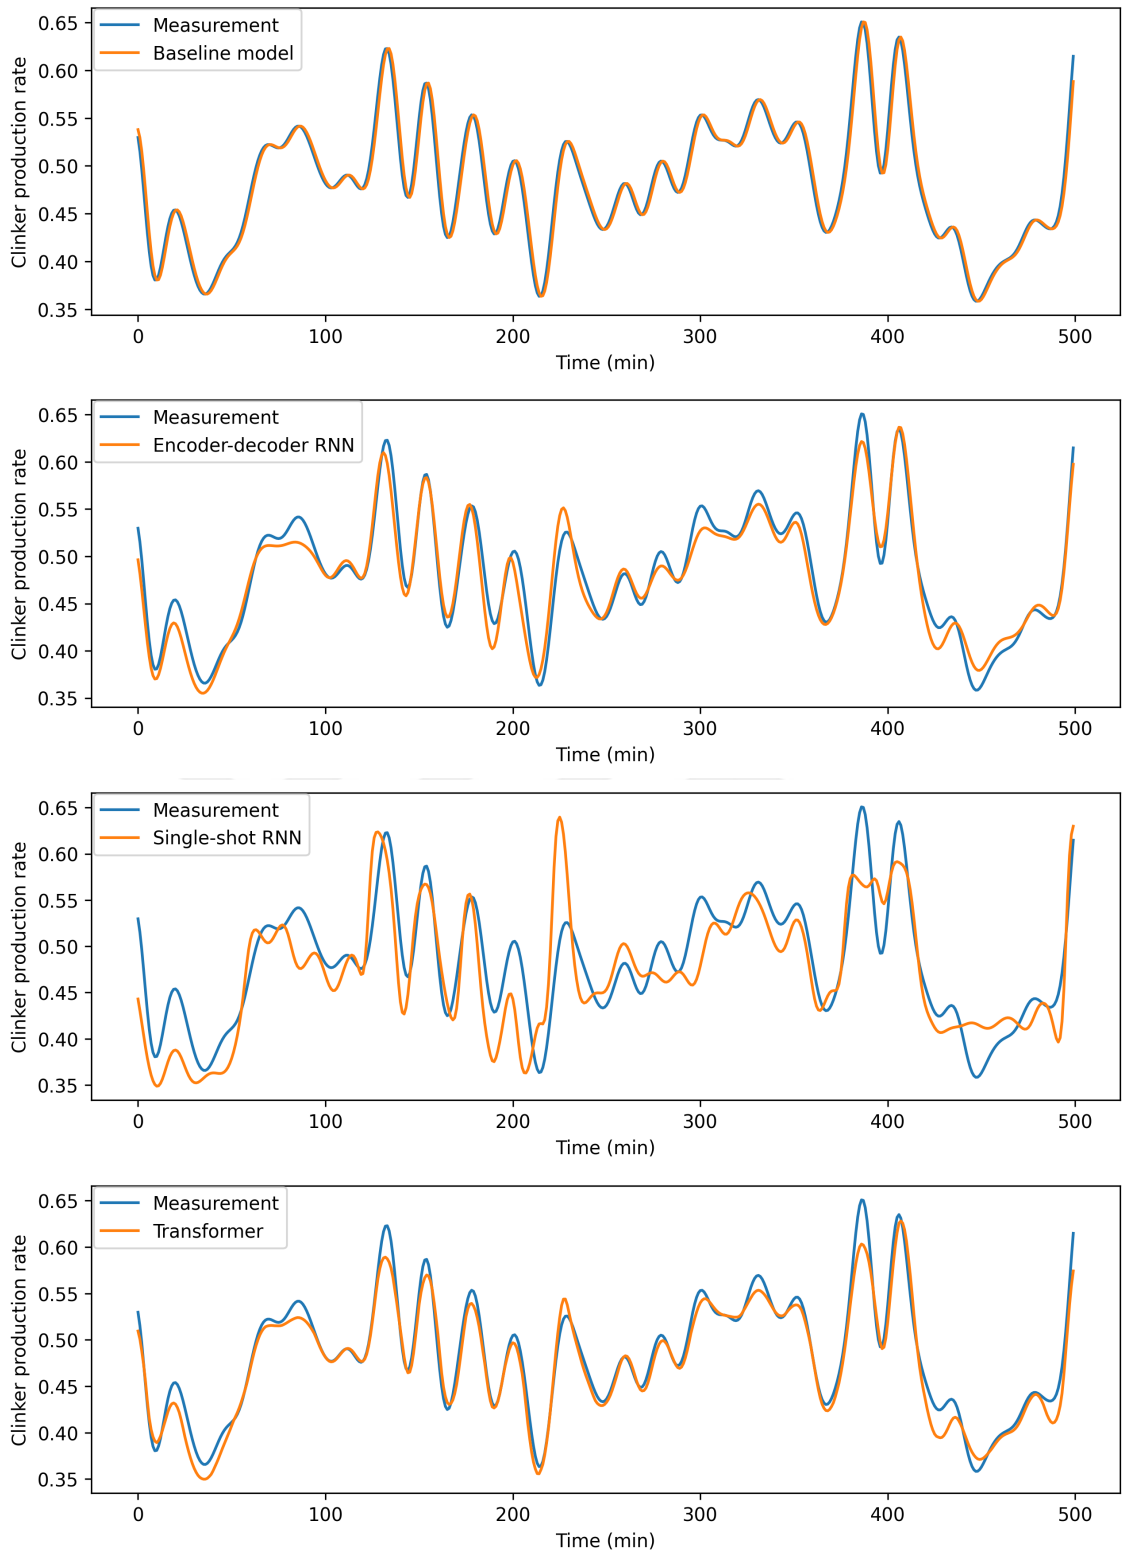 Measurement
Baseline model
Clinker production rate
0.65
0.60
0.55
0.50
0.45
0.40
0.35
0 100 200 300 400 500
Time (min)
Measurement
Encoder-decoder RNN
Clinker production rate
0.65
0.60
0.55
0.50
0.45
0.40
0.35
0 100 200 300 400 500
Time (min)
Measurement
Single-shot RNN
Clinker production rate
0.65
0.60
0.55
0.50
0.45
0.40
0.35
0 100 200 300 400 500
Time (min)
Measurement
Transformer
Clinker production rate
0.65
0.60
0.55
0.50
0.45
0.40
0.35
0 100 200 300 400 500
Time (min)